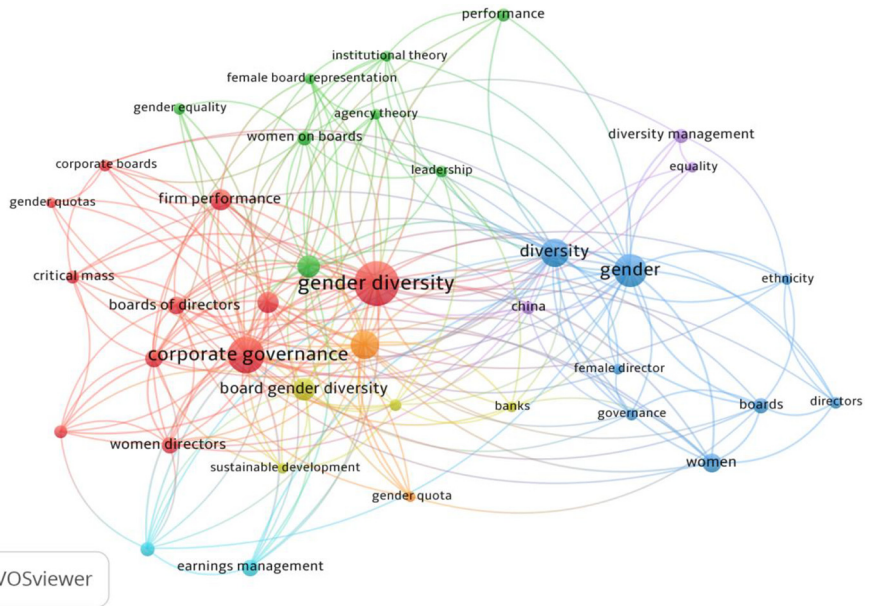 performance
institutional theory
female board representation
gender equality
agency theory
women on boards
diversity management
corporate boards
leadership
equality
gender quotas
firm performance
diversity
gender
critical mass
gender diversity
ethnicity
boards of directors
china
corporate governance
female director
board gender diversity
banks
governance
boards
directors
women directors
sustainable development
women
gender quota
earnings management
VOSviewer